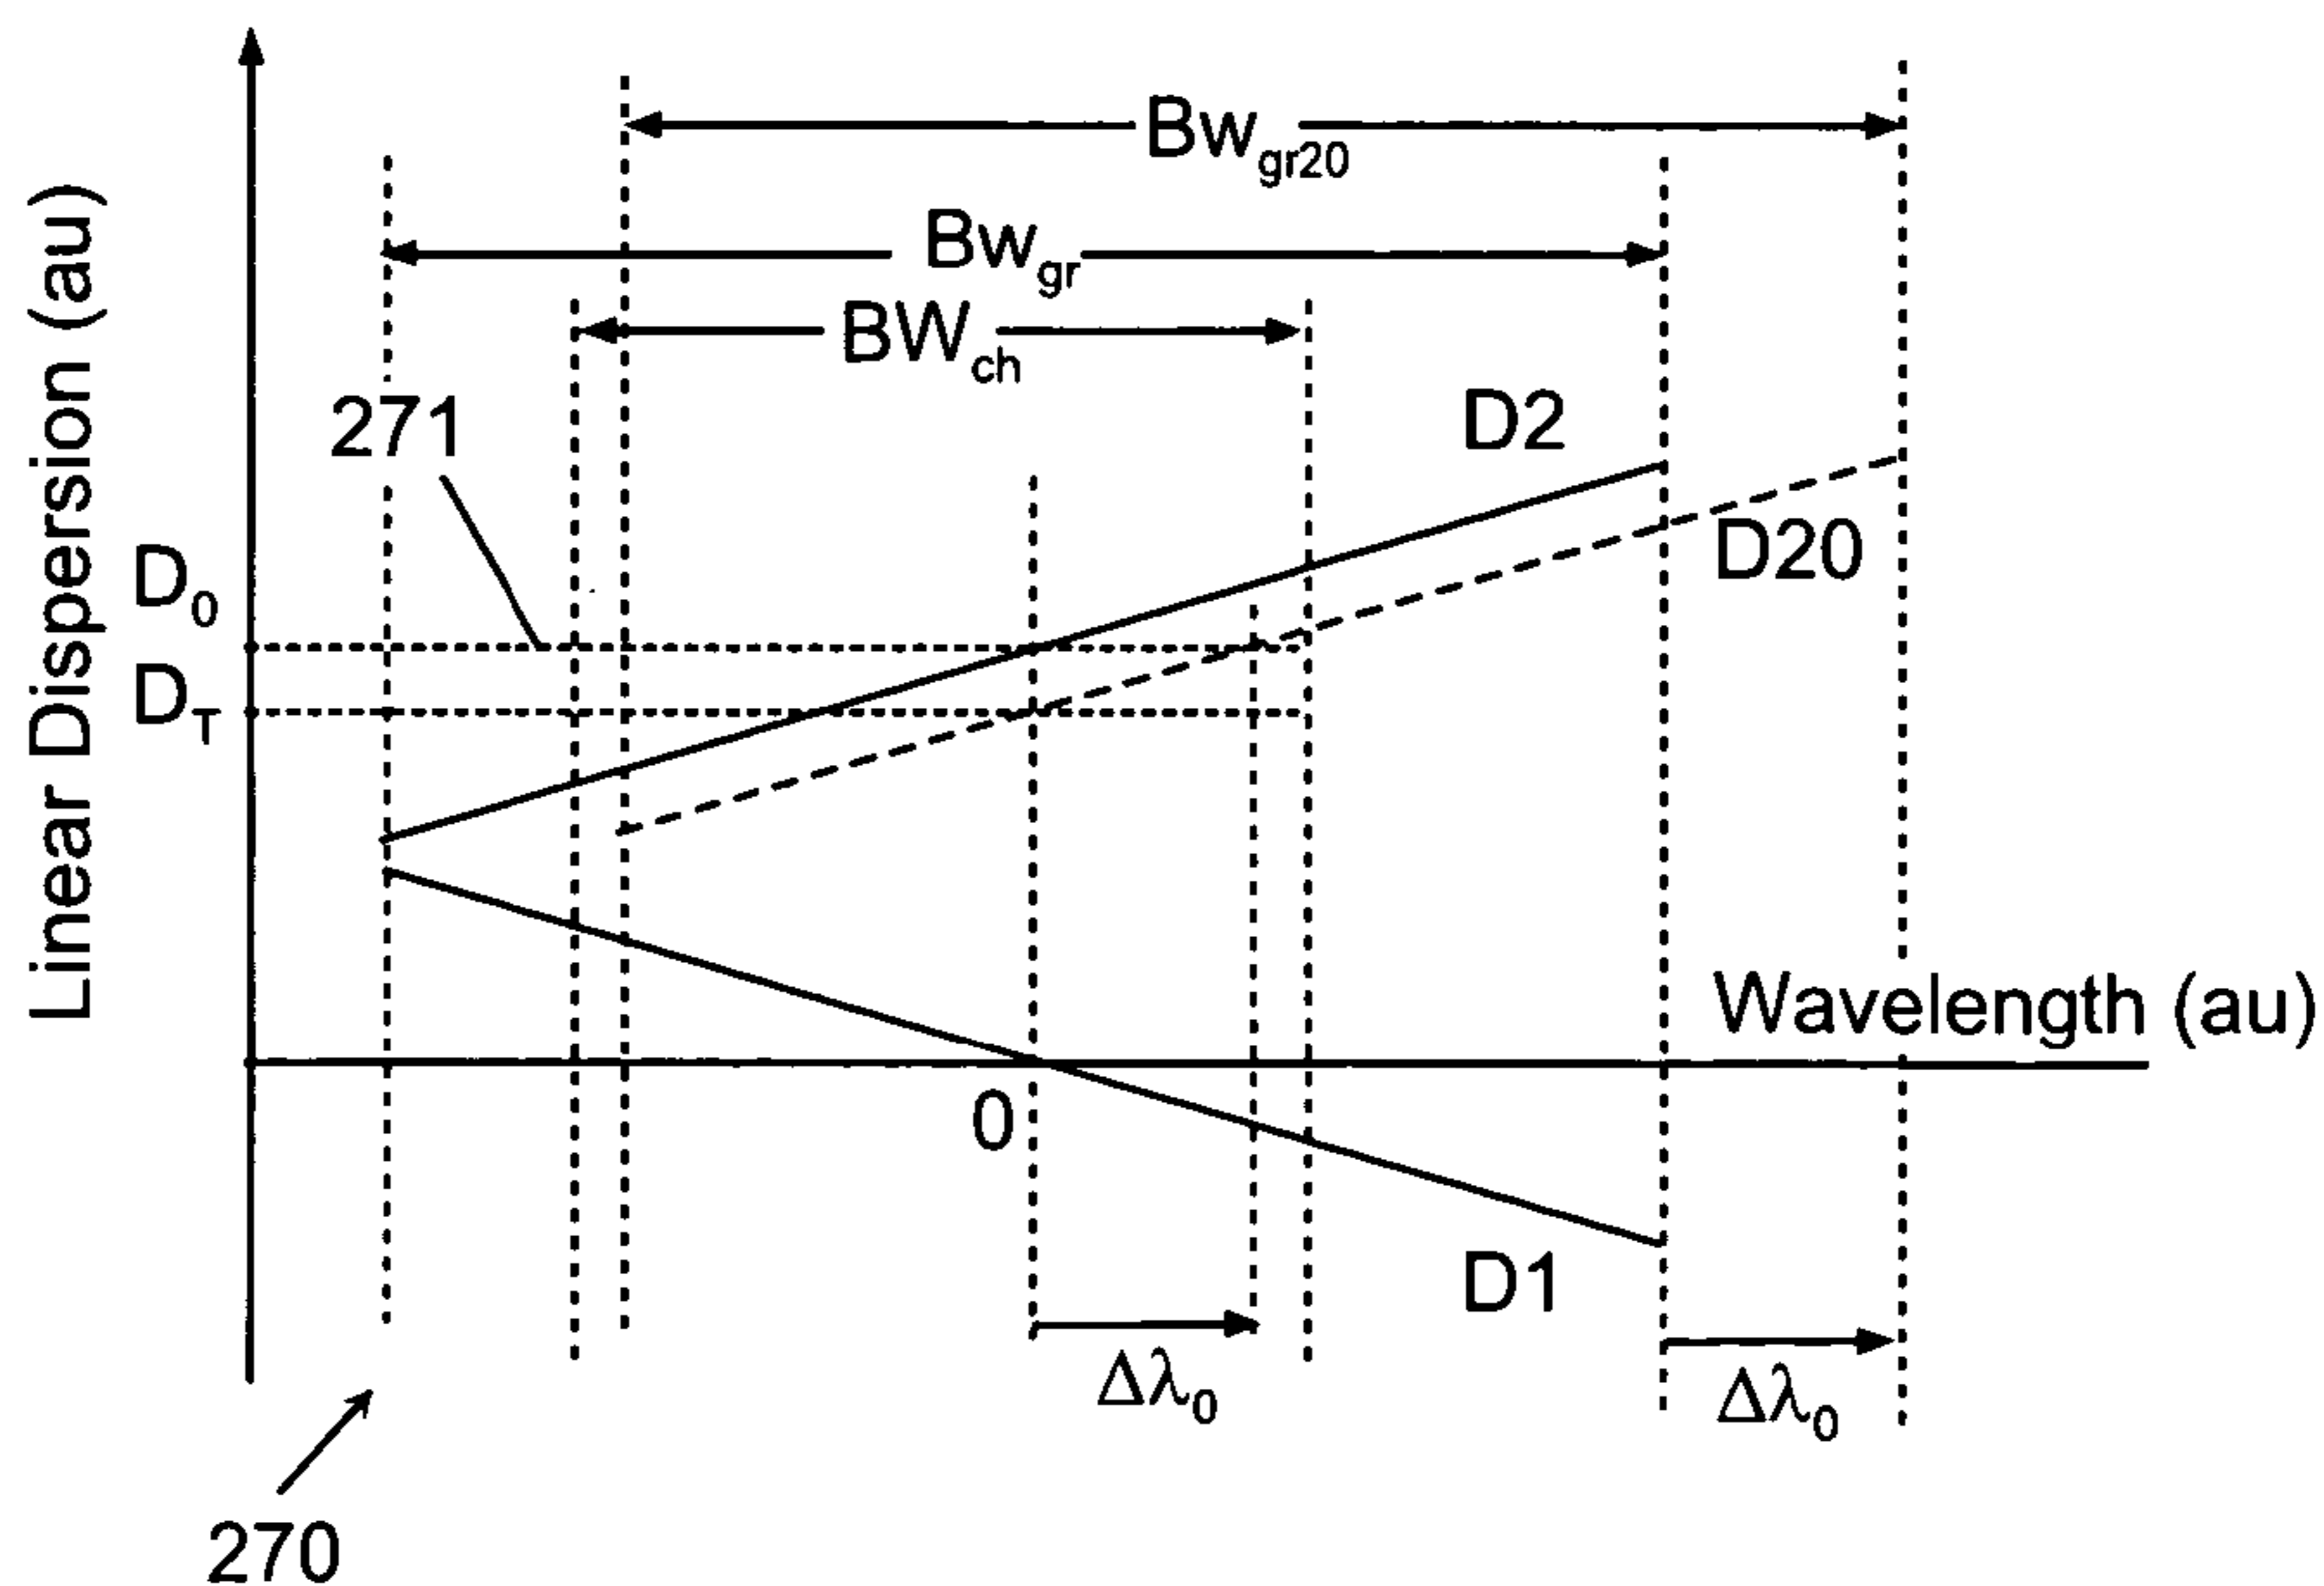 Bw_gr20
Bw_gr
BW_ch
271
D2
D20
D_0
D_T
Linear Dispersion (au)
Wavelength (au)
0
D1
Δλ_0
Δλ_0
270